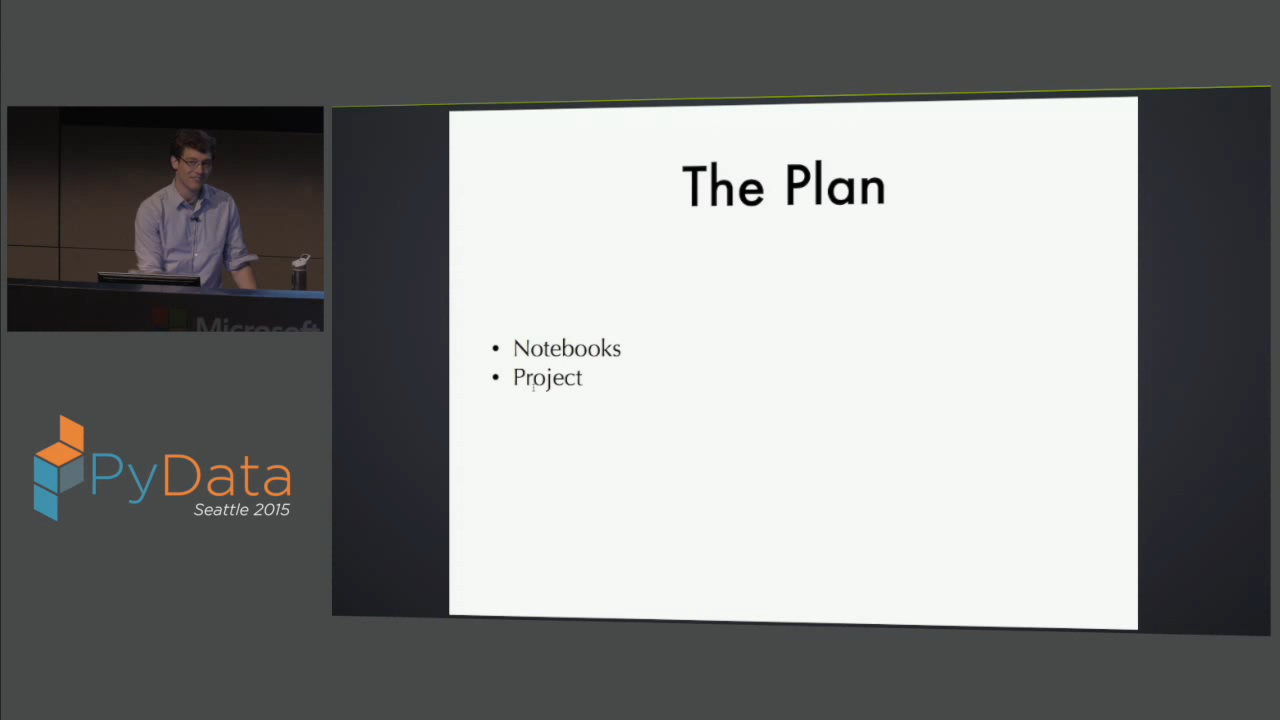 The Plan
• Notebooks
• Project
Microsoft
PyData
Seattle 2015